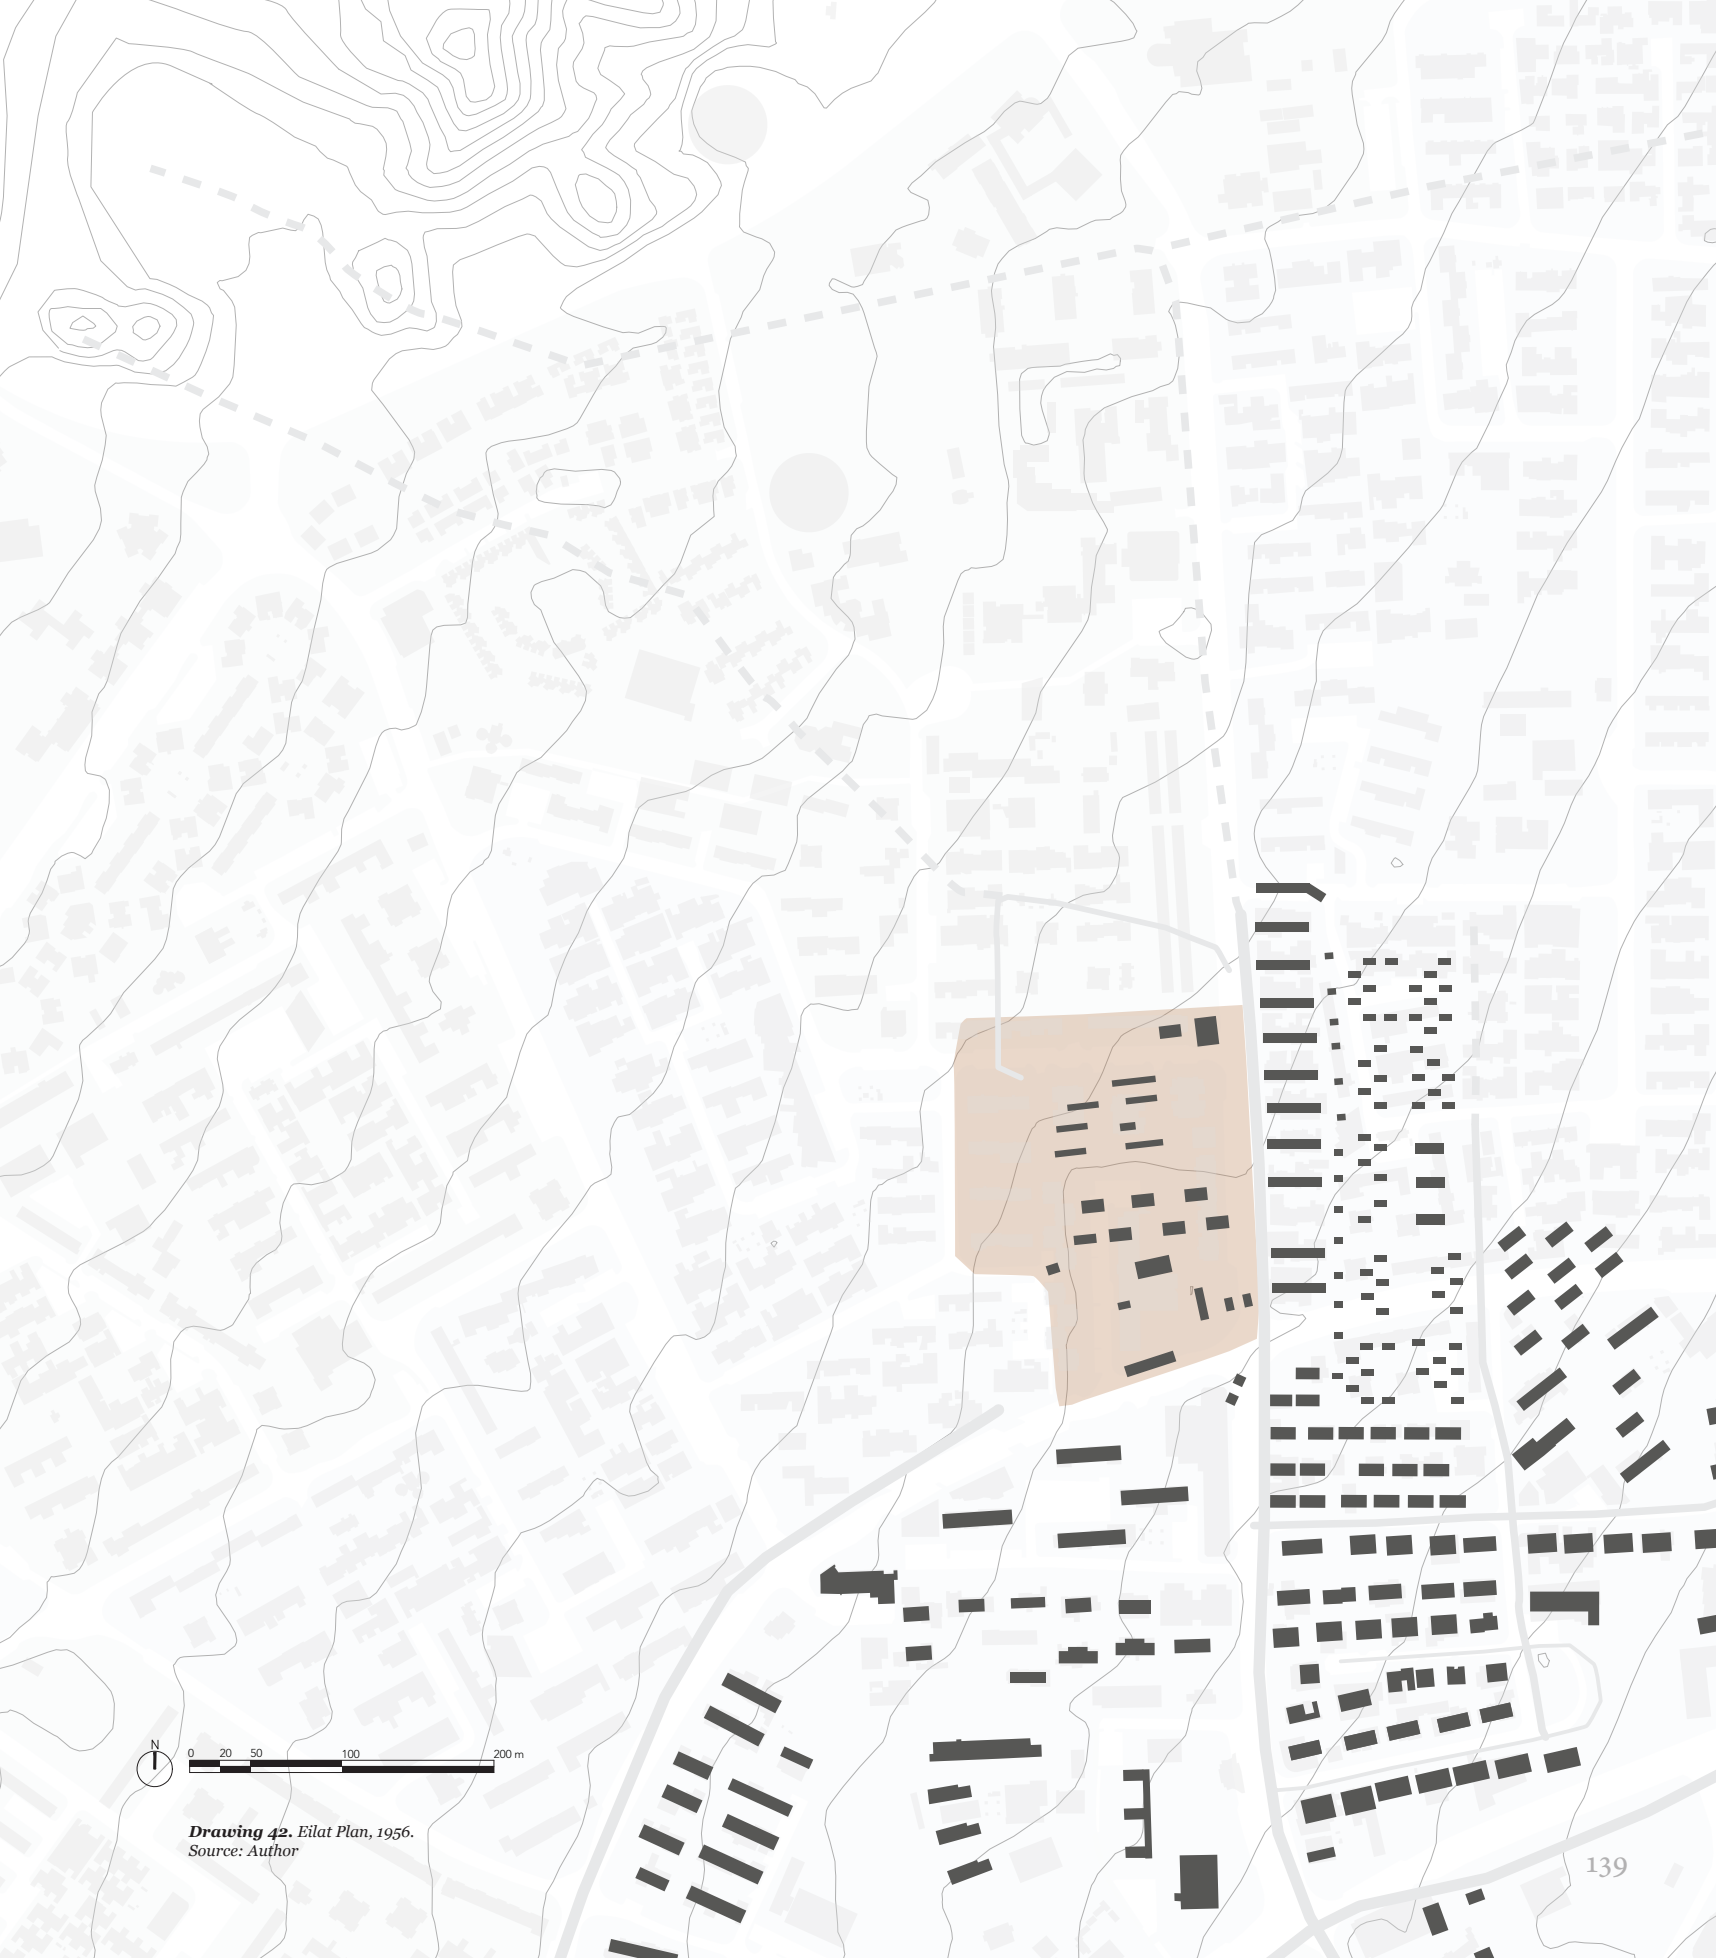 N
0 20 50 100 200 m
Drawing 42. Eilat Plan, 1956.
Source: Author
139